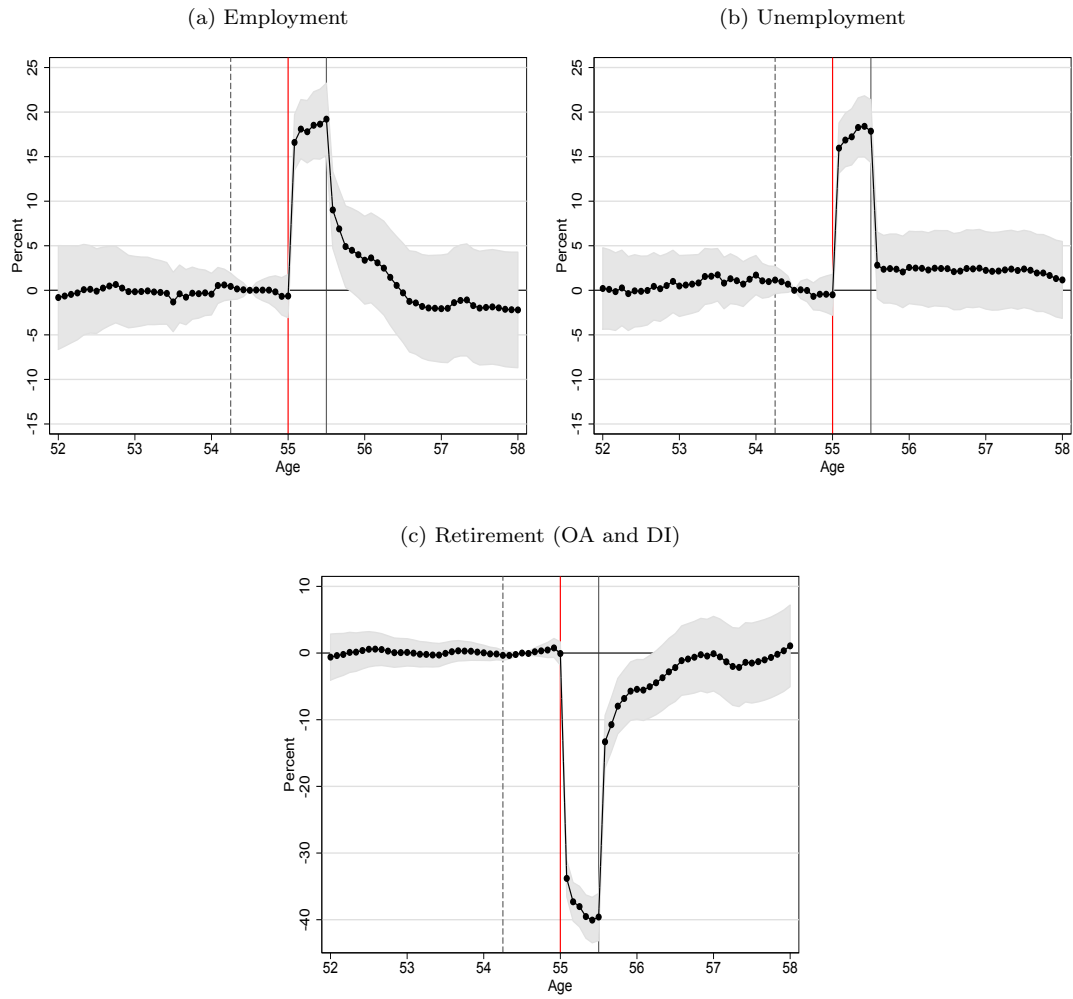 (a) Employment
25
20
15
10
5
0
-5
-10
-15
Percent
52 53 54 55 56 57 58
Age
(b) Unemployment
25
20
15
10
5
0
-5
-10
-15
Percent
52 53 54 55 56 57 58
Age
(c) Retirement (OA and DI)
10
0
-10
-20
-30
-40
Percent
52 53 54 55 56 57 58
Age